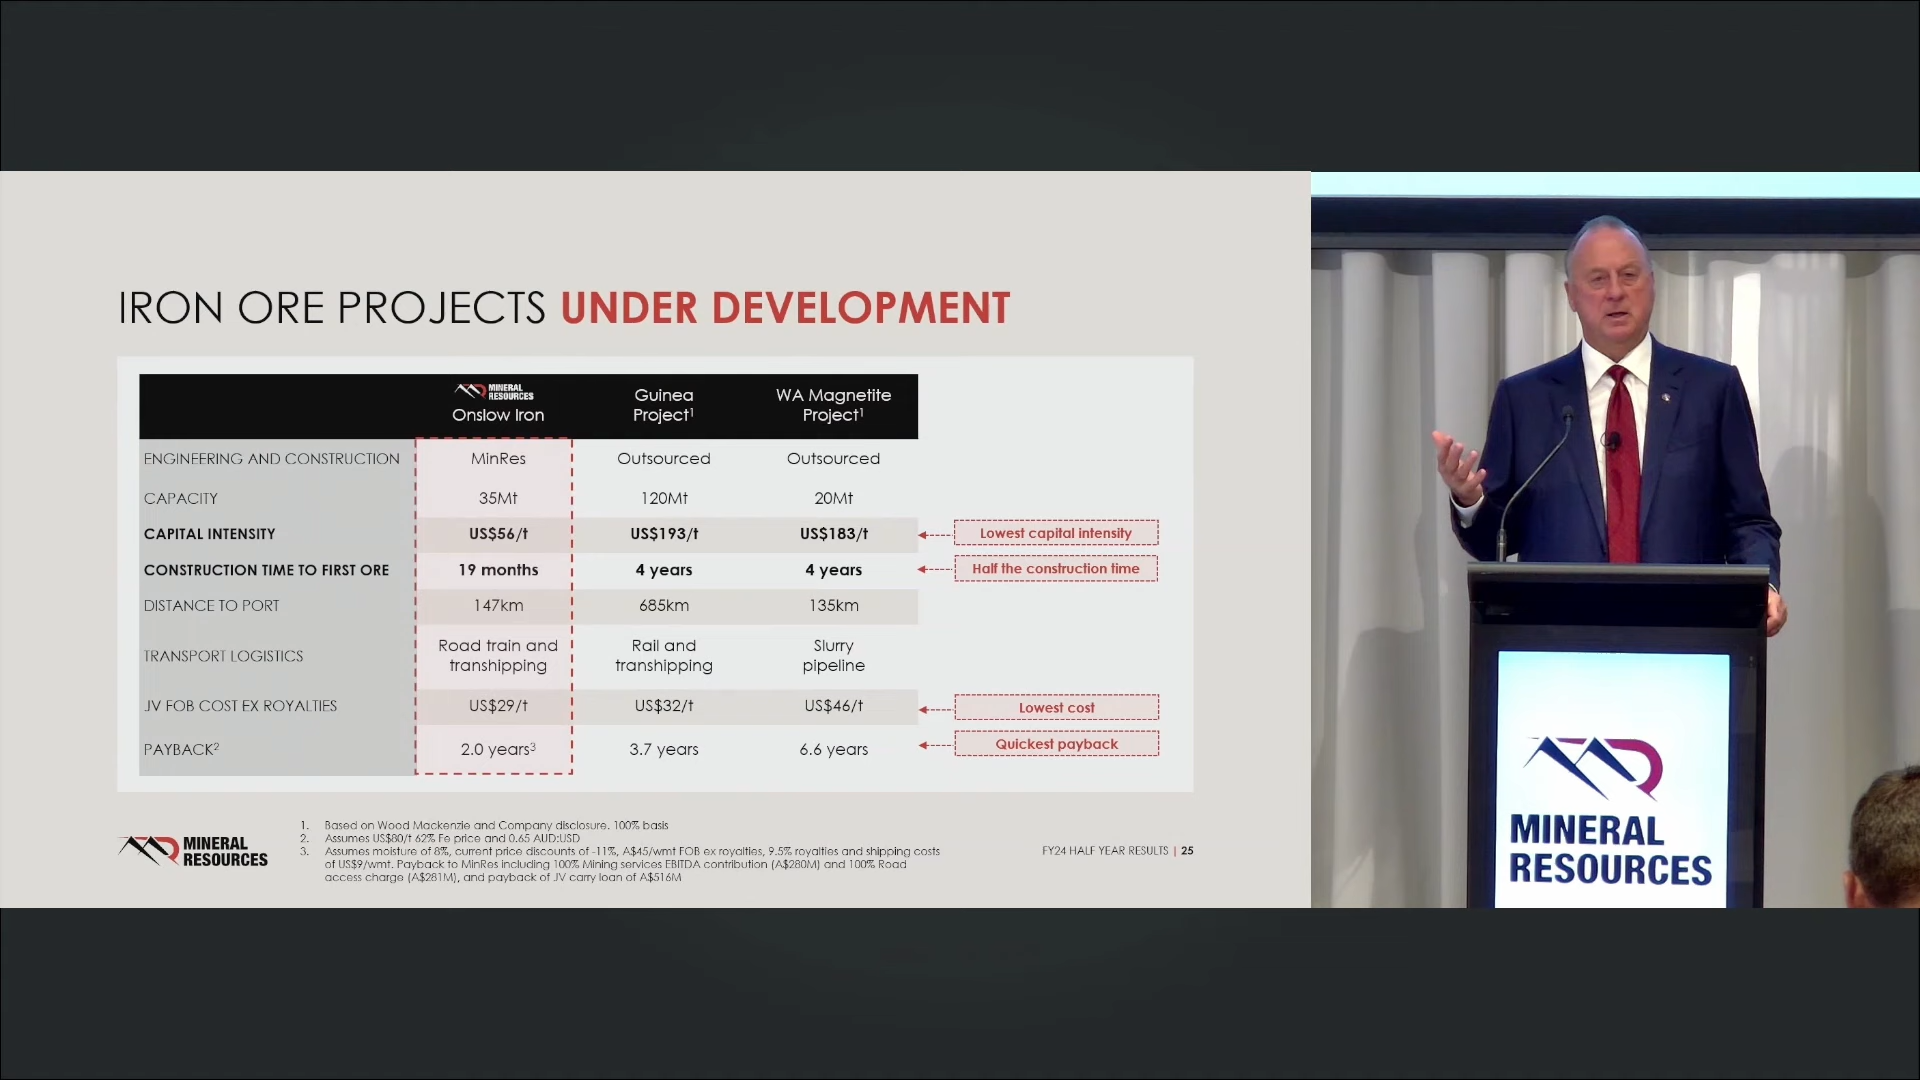 IRON ORE PROJECTS UNDER DEVELOPMENT
MINERAL
RESOURCES
Onslow Iron
Guinea
Project¹
WA Magnetite
Project¹
ENGINEERING AND CONSTRUCTION MinRes Outsourced Outsourced
CAPACITY 35Mt 120Mt 20Mt
CAPITAL INTENSITY US$56/t US$193/t US$183/t Lowest capital intensity
CONSTRUCTION TIME TO FIRST ORE 19 months 4 years 4 years Half the construction time
DISTANCE TO PORT 147km 685km 135km
TRANSPORT LOGISTICS
Road train and
transhipping
Rail and
transhipping
Slurry
pipeline
JV FOB COST EX ROYALTIES US$29/t US$32/t US$46/t Lowest cost
PAYBACK² 2.0 years³ 3.7 years 6.6 years Quickest payback
MINERAL
RESOURCES
1. Based on Wood Mackenzie and Company disclosure. 100% basis
2. Assumes US$80/t 62% Fe price and 0.65 AUD:USD
3. Assumes moisture of 8%, current price discounts of -11%, A$45/wmt FOB ex royalties, 9.5% royalties and shipping costs
of US$9/wmt. Payback to MinRes including 100% Mining services EBITDA contribution (A$280M) and 100% Road
access charge (A$281M), and payback of JV carry loan of A$516M
FY24 HALF YEAR RESULTS | 25
MINERAL
RESOURCES